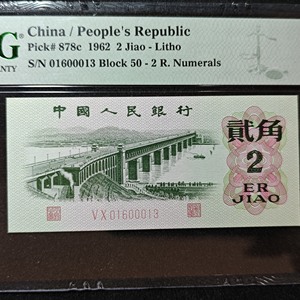 G
NTY
China / People's Republic
Pick# 878c 1962 2 Jiao - Litho
S/N 01600013 Block 50 - 2 R. Numerals
中国人民银行
贰角
2
ER
JIAO
VX 01600013